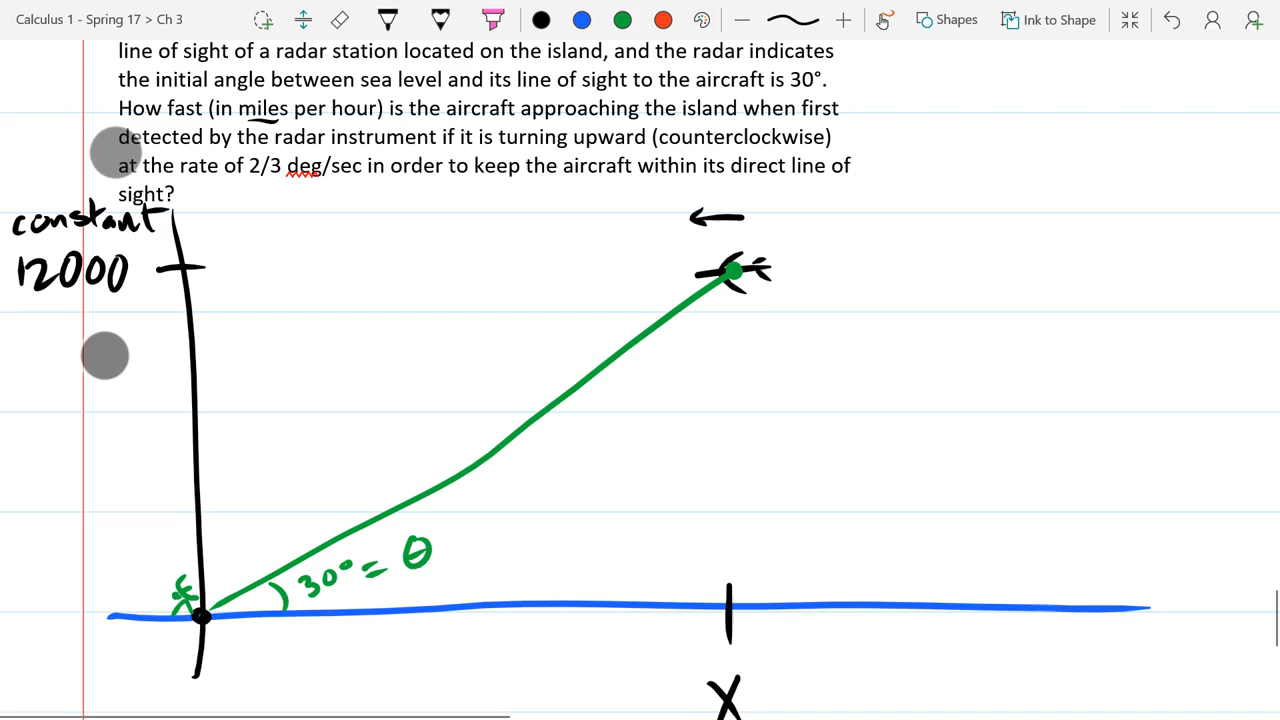 Calculus 1 - Spring 17 > Ch 3
Shapes
Ink to Shape
line of sight of a radar station located on the island, and the radar indicates
the initial angle between sea level and its line of sight to the aircraft is 30°.
How fast (in miles per hour) is the aircraft approaching the island when first
detected by the radar instrument if it is turning upward (counterclockwise)
at the rate of 2/3 deg/sec in order to keep the aircraft within its direct line of
sight?
constant
12000
30° = θ
X